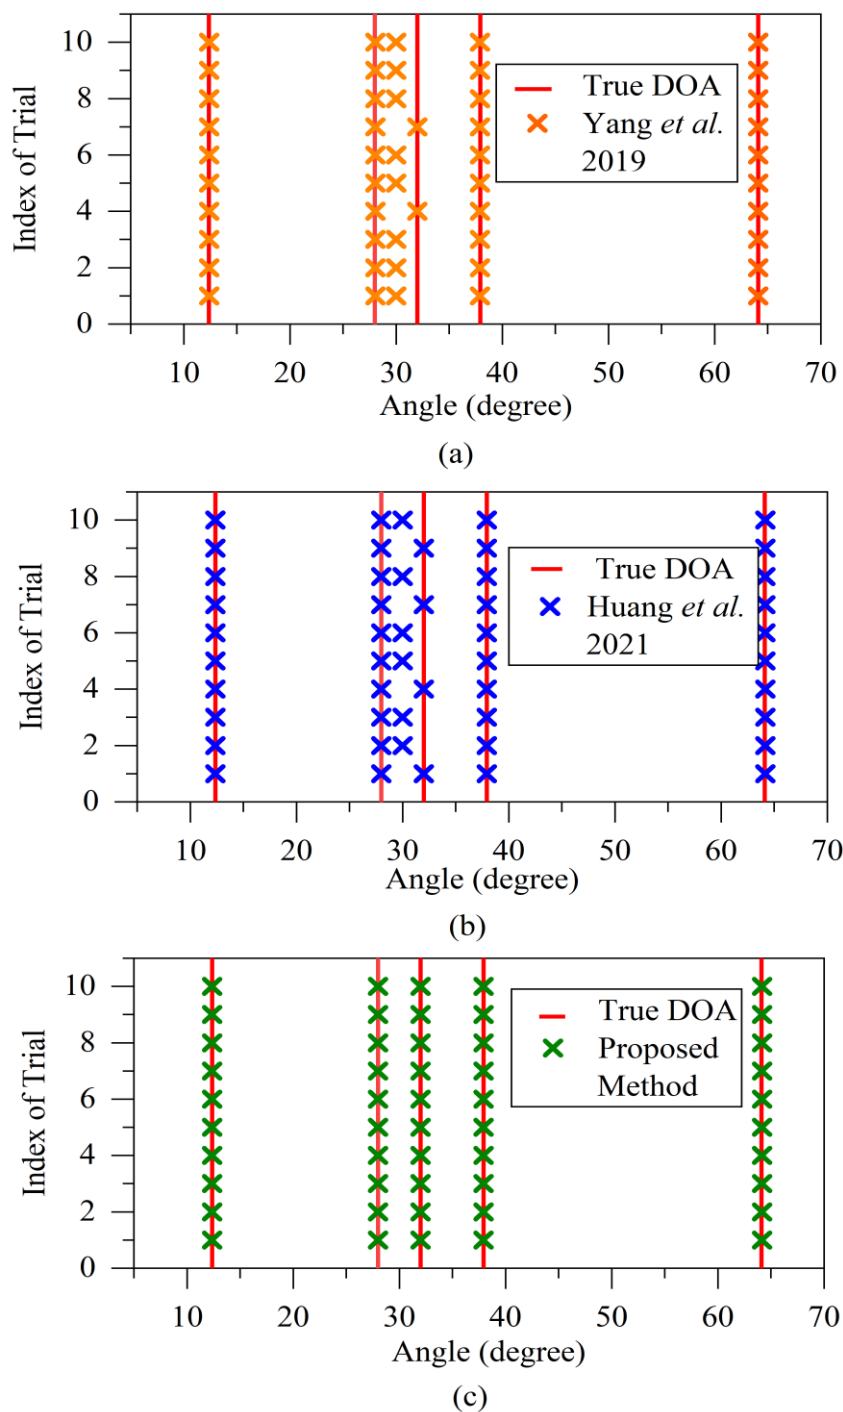 10
8
6
4
2
0
Index of Trial
True DOA
Yang et al.
2019
10 20 30 40 50 60 70
Angle (degree)
(a)
10
8
6
4
2
0
Index of Trial
True DOA
Huang et al.
2021
10 20 30 40 50 60 70
Angle (degree)
(b)
10
8
6
4
2
0
Index of Trial
True DOA
Proposed
Method
10 20 30 40 50 60 70
Angle (degree)
(c)